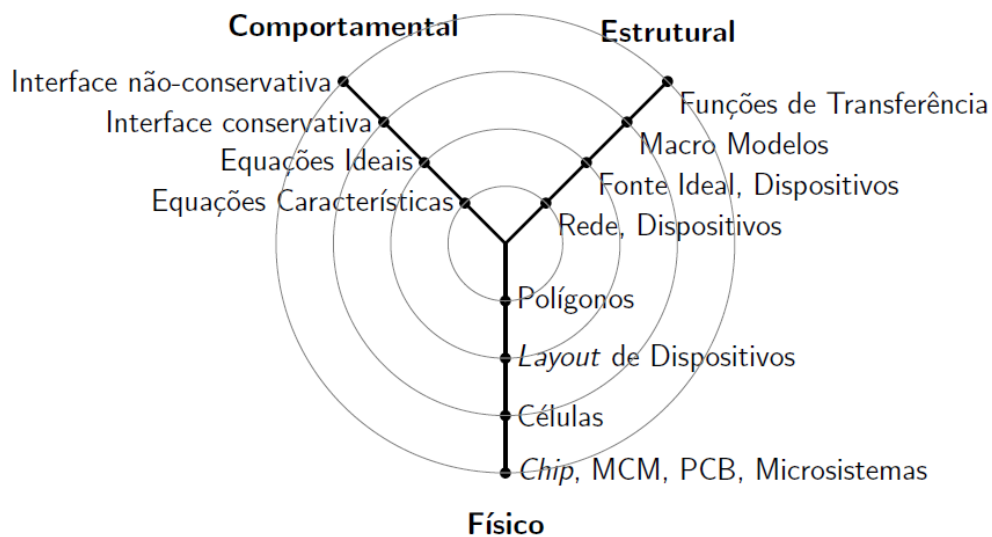 Comportamental
Estrutural
Interface não-conservativa
Interface conservativa
Equações Ideais
Equações Características
Funções de Transferência
Macro Modelos
Fonte Ideal, Dispositivos
Rede, Dispositivos
Polígonos
Layout de Dispositivos
Células
Chip, MCM, PCB, Microsistemas
Físico